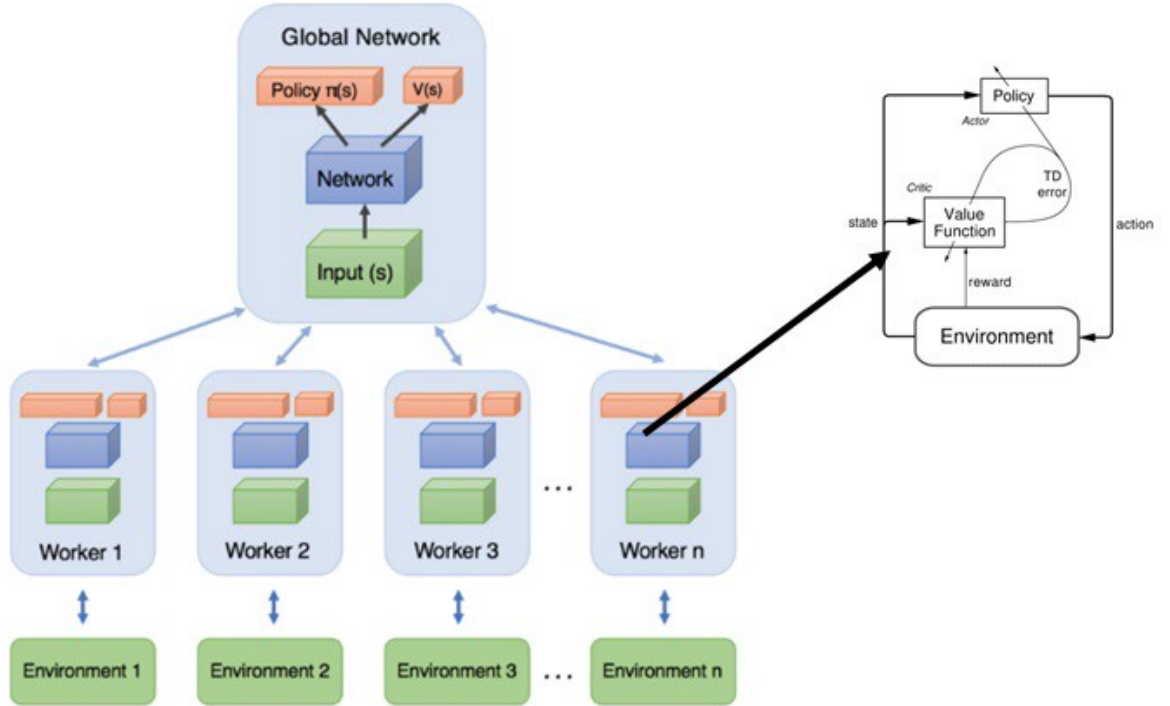 Global Network
Policy π(s)
V(s)
Network
Input (s)
Worker 1
Worker 2
Worker 3
...
Worker n
Environment 1
Environment 2
Environment 3
...
Environment n
Policy
Actor
TD
error
Critic
Value
Function
state
action
reward
Environment